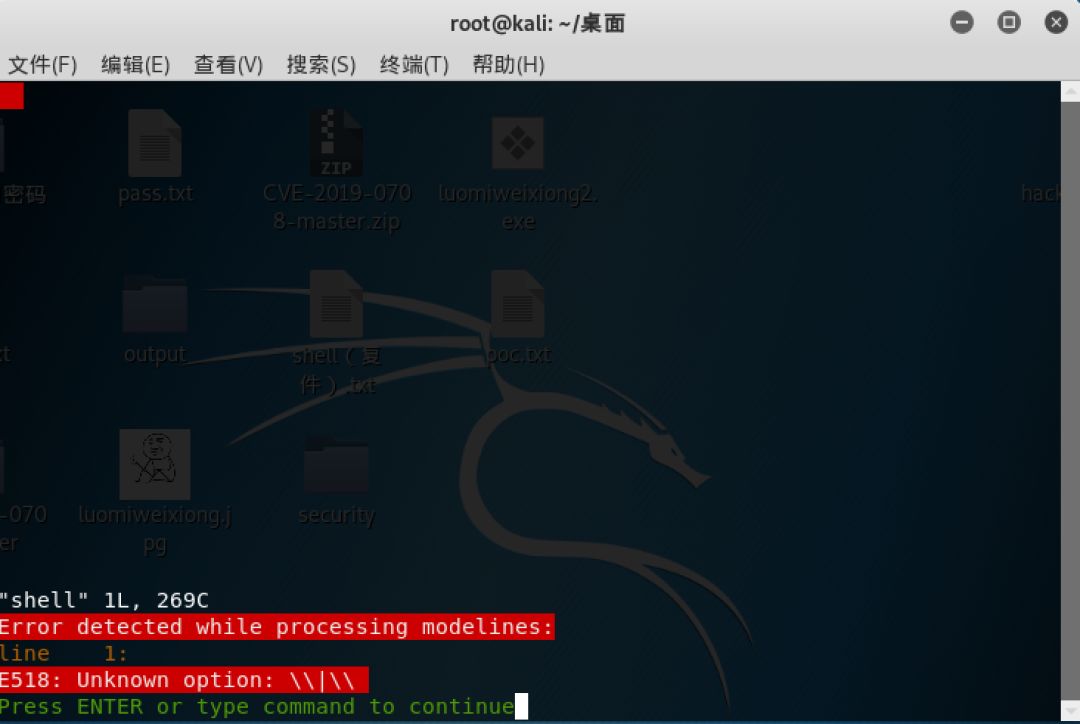 root@kali: ~/桌面
文件(F) 编辑(E) 查看(V) 搜索(S) 终端(T) 帮助(H)
密码
pass.txt
CVE-2019-070
8-master.zip
ZIP
luomiweixiong2.
exe
hack
xt
output
shell（复
件）.txt
poc.txt
-070
er
luomiweixiong.j
pg
security
"shell" 1L, 269C
Error detected while processing modelines:
line    1:
E518: Unknown option: \\|\\
Press ENTER or type command to continue